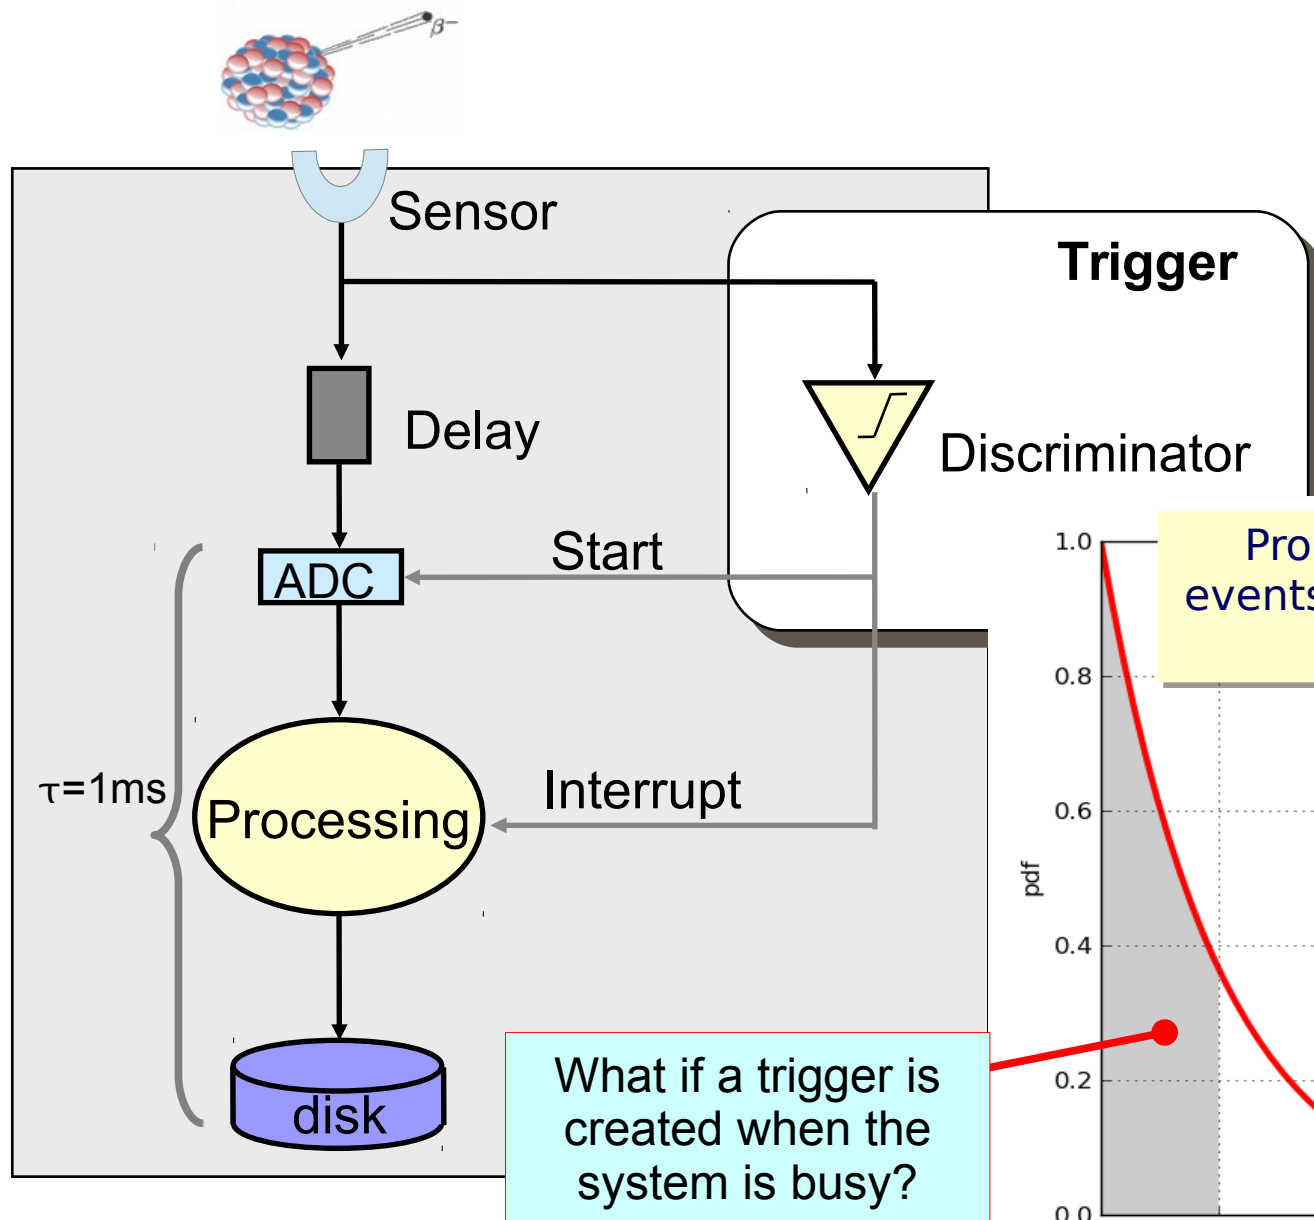 β⁻
Sensor
Trigger
Delay
Discriminator
Start
ADC
τ=1ms
Interrupt
Processing
disk
What if a trigger is
created when the
system is busy?
events
1.0
0.8
0.6
0.4
0.2
0.0
pdf